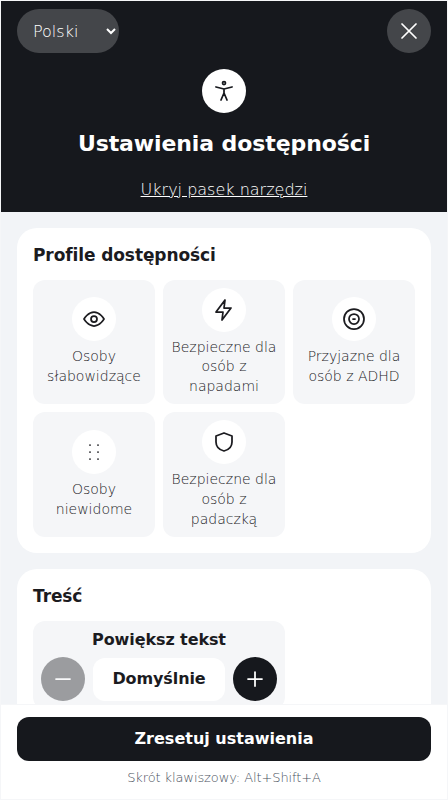 Polski
Ustawienia dostępności
Ukryj pasek narzędzi
Profile dostępności
Osoby
słabowidzące
Bezpieczne dla
osób z
napadami
Przyjazne dla
osób z ADHD
Osoby
niewidome
Bezpieczne dla
osób z
padaczką
Treść
Powiększ tekst
Domyślnie
Zresetuj ustawienia
Skrót klawiszowy: Alt+Shift+A